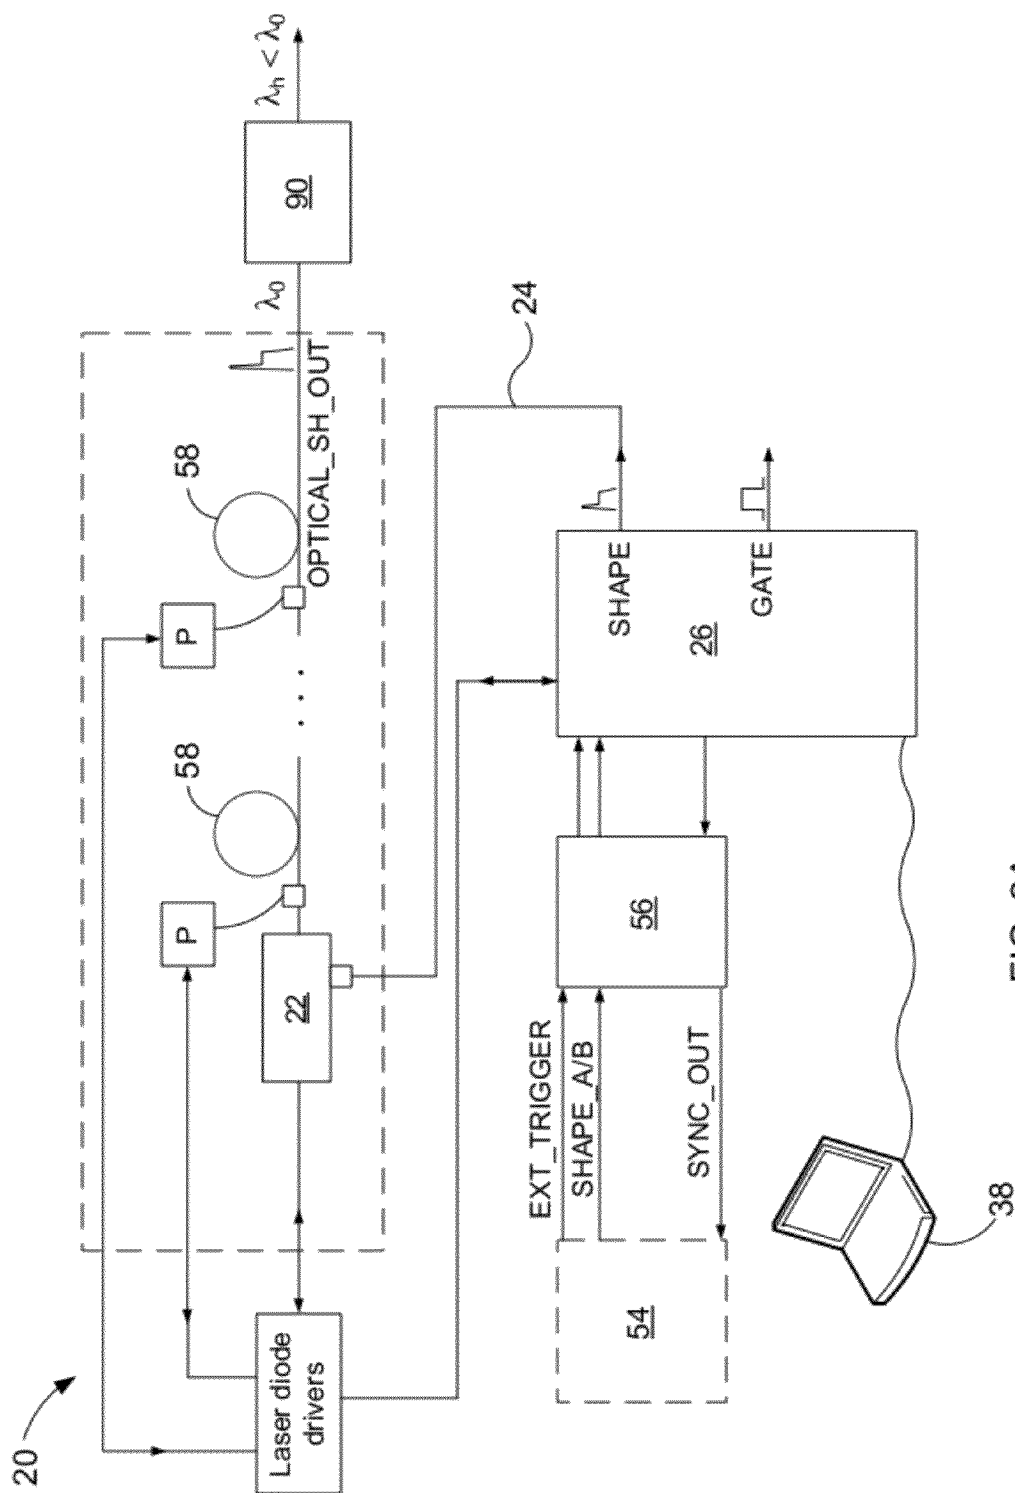 20
Laser diode
drivers
P
P
22
58
58
. . .
OPTICAL_SH_OUT
λ₀
90
λₕ < λ₀
24
54
EXT_TRIGGER
SHAPE_A/B
SYNC_OUT
56
26
SHAPE
GATE
38